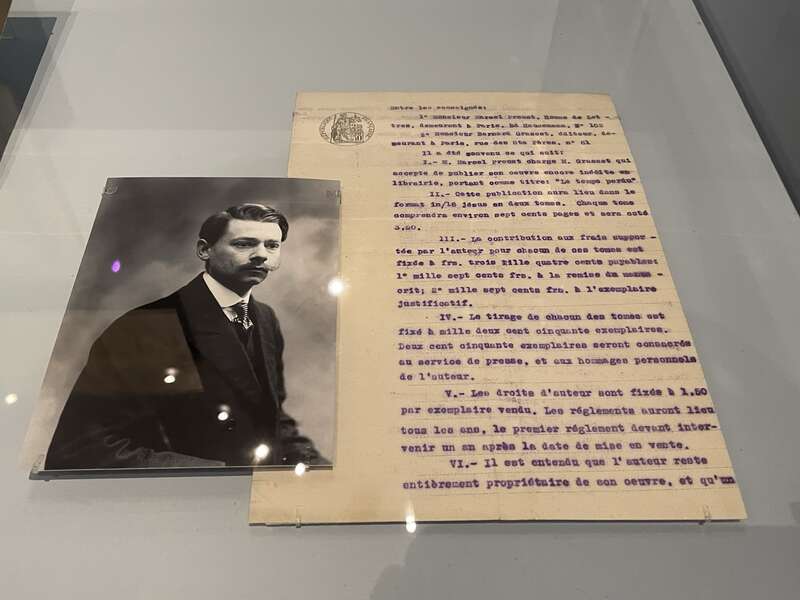 Entre les soussignés:
1° Monsieur Marcel Proust, Homme de Let-
tres, demeurant à Paris, Bd Haussmann, N° 102
2° Monsieur Bernard Grasset, éditeur, de-
meurant à Paris, rue des Sts Pères, n° 61
Il a été convenu ce qui suit:
I.- M. Marcel proust charge M. Grasset qui
accepte de publier son oeuvre encore inédite en
librairie, portant comme titre: "Le temps perdu"
II.- Cette publication aura lieu dans le
format in/18 jésus en deux tomes. Chaque tome
comprendra environ sept cents pages et sera coté
3,50.
III.- La contribution aux frais suppor-
tée par l'auteur pour chacun de ces tomes est
fixée à frs. trois mille quatre cents payables:
1° mille sept cents frs. à la remise du manus-
crit; 2° mille sept cents frs. à l'exemplaire
justificatif.
IV.- Le tirage de chacun des tomes est
fixé à mille deux cent cinquante exemplaires.
Deux cent cinquante exemplaires seront consacrés
au service de presse, et aux hommages personnels
de l'auteur.
V.- Les droits d'auteur sont fixés à 1.50
par exemplaire vendu. Les réglements auront lieu
tous les ans, le premier réglement devant inter-
venir un an après la date de mise en vente.
VI.- Il est entendu que l'auteur reste
entièrement propriétaire de son oeuvre, et qu'un